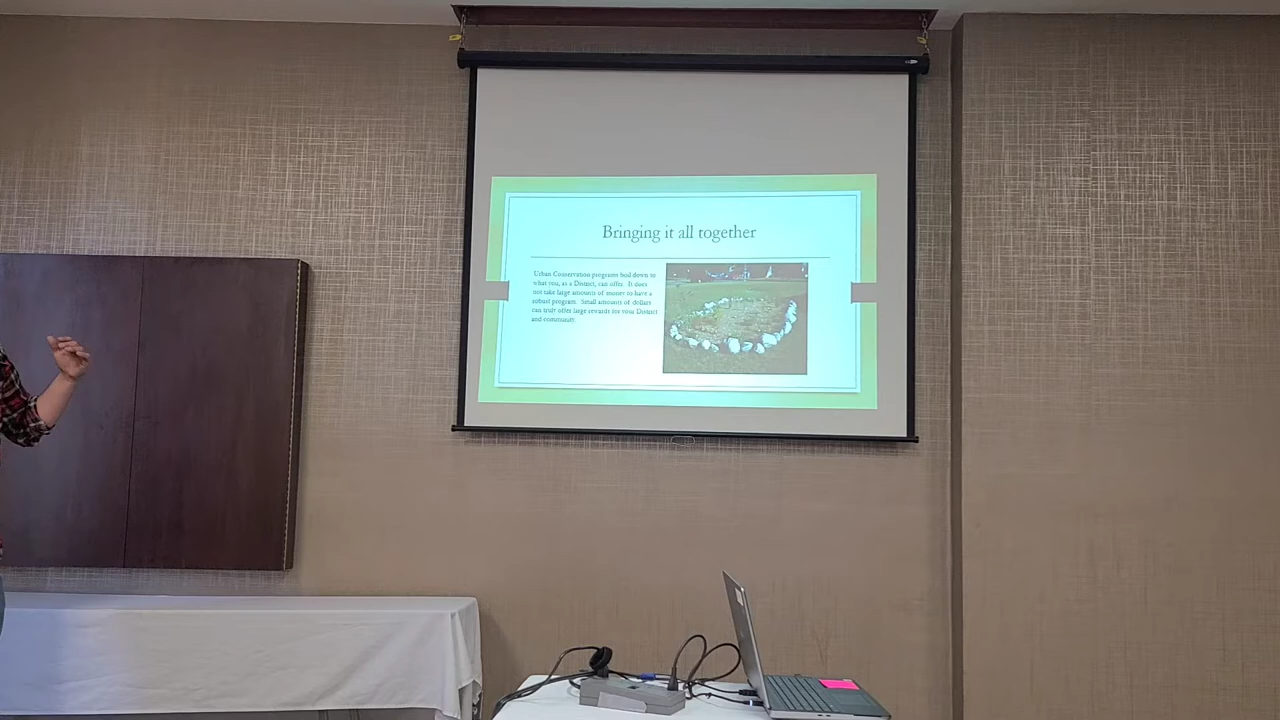 Bringing it all together
Urban Conservation programs boil down to
what you, as a District, can offer. It does
not take large amounts of money to have a
robust program. Small amounts of dollars
can truly offer large rewards for your District
and community.